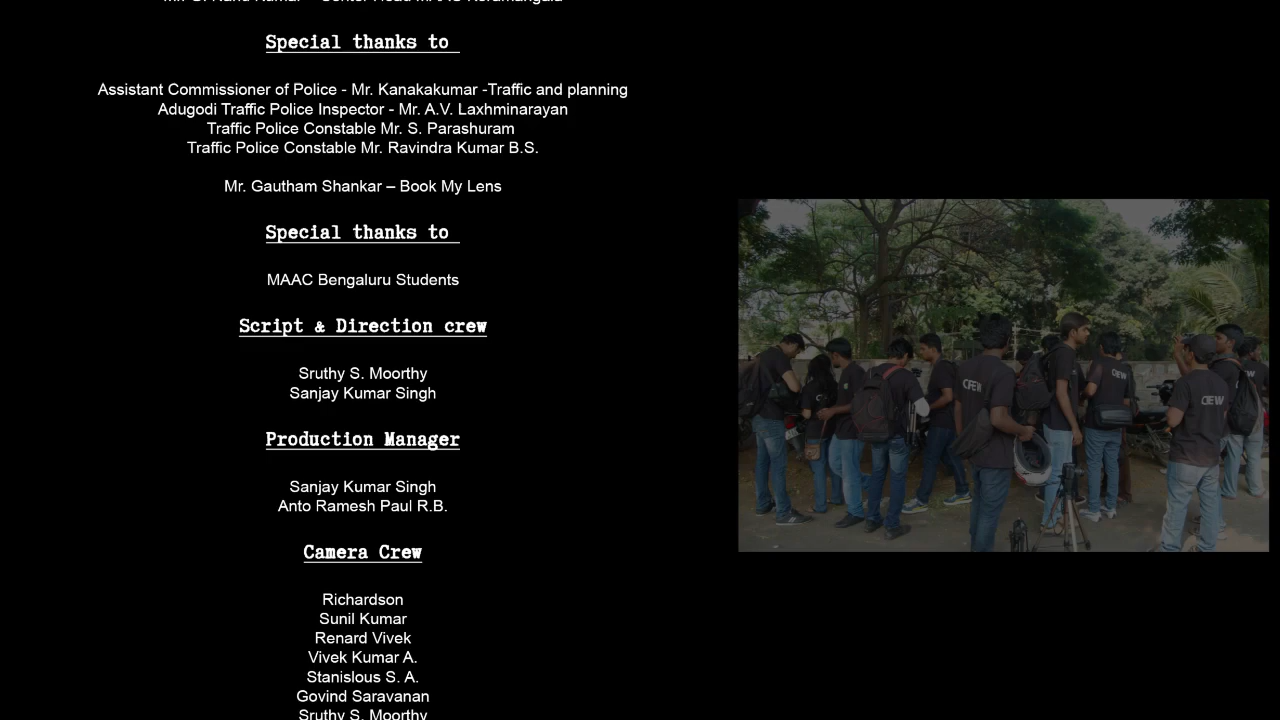 Special thanks to
Assistant Commissioner of Police - Mr. Kanakakumar -Traffic and planning
Adugodi Traffic Police Inspector - Mr. A.V. Laxhminarayan
Traffic Police Constable Mr. S. Parashuram
Traffic Police Constable Mr. Ravindra Kumar B.S.
Mr. Gautham Shankar – Book My Lens
Special thanks to
MAAC Bengaluru Students
Script & Direction crew
Sruthy S. Moorthy
Sanjay Kumar Singh
Production Manager
Sanjay Kumar Singh
Anto Ramesh Paul R.B.
Camera Crew
Richardson
Sunil Kumar
Renard Vivek
Vivek Kumar A.
Stanislous S. A.
Govind Saravanan
Sruthy S. Moorthy
CREW
CREW
CREW